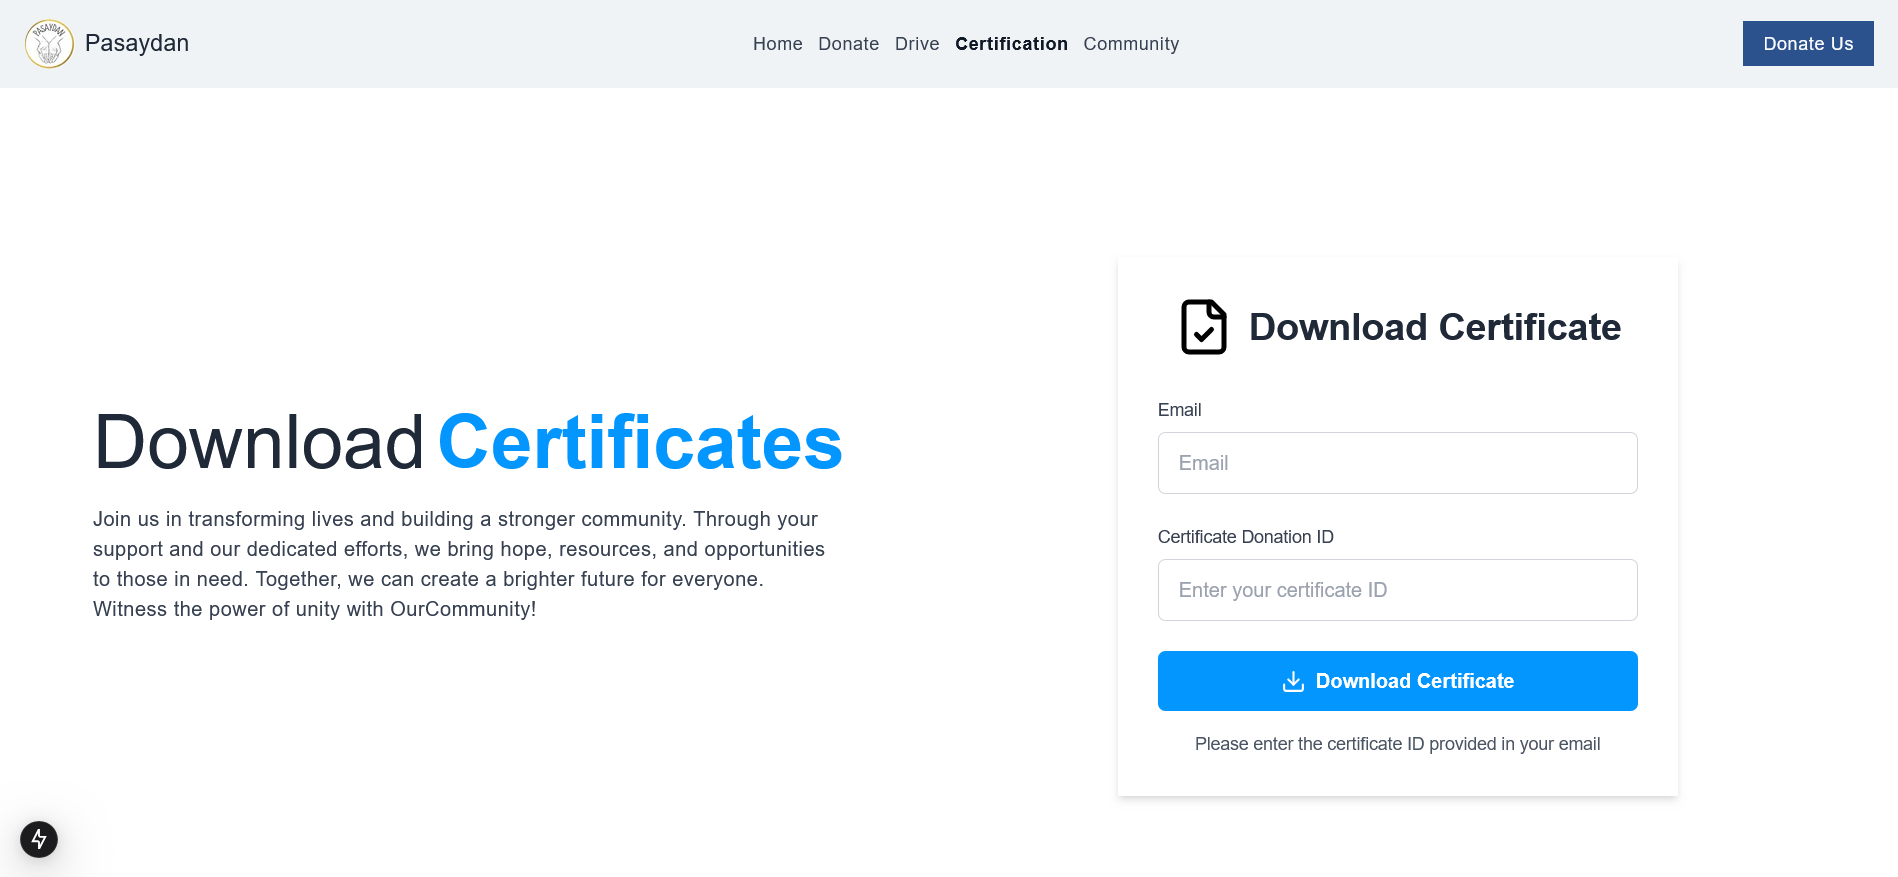 PASAYDAN
Pasaydan
Home Donate Drive Certification Community
Donate Us
Download Certificates
Join us in transforming lives and building a stronger community. Through your
support and our dedicated efforts, we bring hope, resources, and opportunities
to those in need. Together, we can create a brighter future for everyone.
Witness the power of unity with OurCommunity!
Download Certificate
Email
Email
Certificate Donation ID
Enter your certificate ID
Download Certificate
Please enter the certificate ID provided in your email